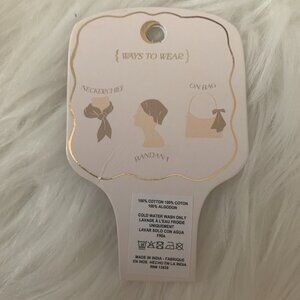 { WAYS TO WEAR }
NECKERCHIEF
ON BAG
BANDANA
100% COTTON 100% COTON
100% ALGODON
COLD WATER WASH ONLY
LAVAGE À L'EAU FROIDE
UNIQUEMENT
LAVAR SOLO CON AGUA
FRIA
MADE IN INDIA - FABRIQUE
EN INDE HECHO EN LA INDIA